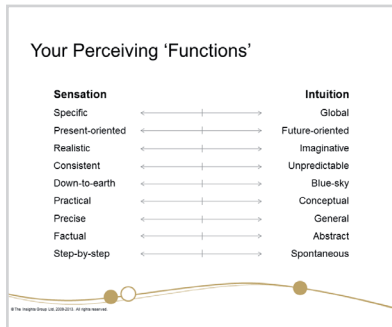 Your Perceiving ‘Functions’
Sensation Intuition
Specific Global
Present-oriented Future-oriented
Realistic Imaginative
Consistent Unpredictable
Down-to-earth Blue-sky
Practical Conceptual
Precise General
Factual Abstract
Step-by-step Spontaneous
© The Insights Group Ltd, 2009-2013. All rights reserved.